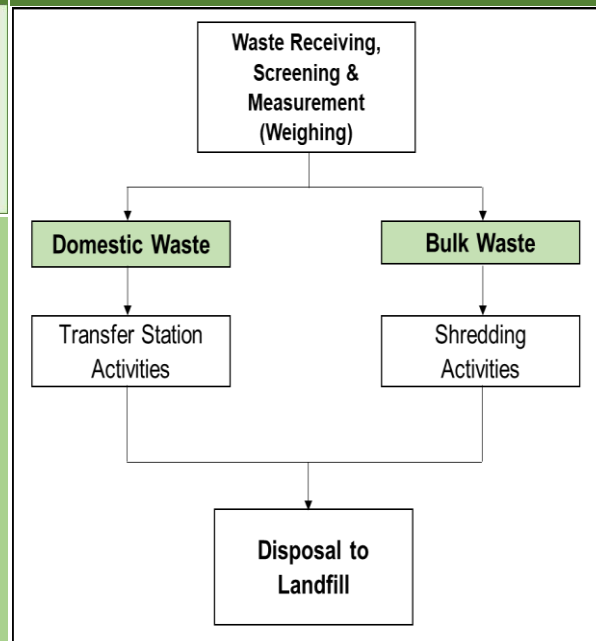 Waste Receiving,
Screening &
Measurement
(Weighing)
Domestic Waste
Bulk Waste
Transfer Station
Activities
Shredding
Activities
Disposal to
Landfill